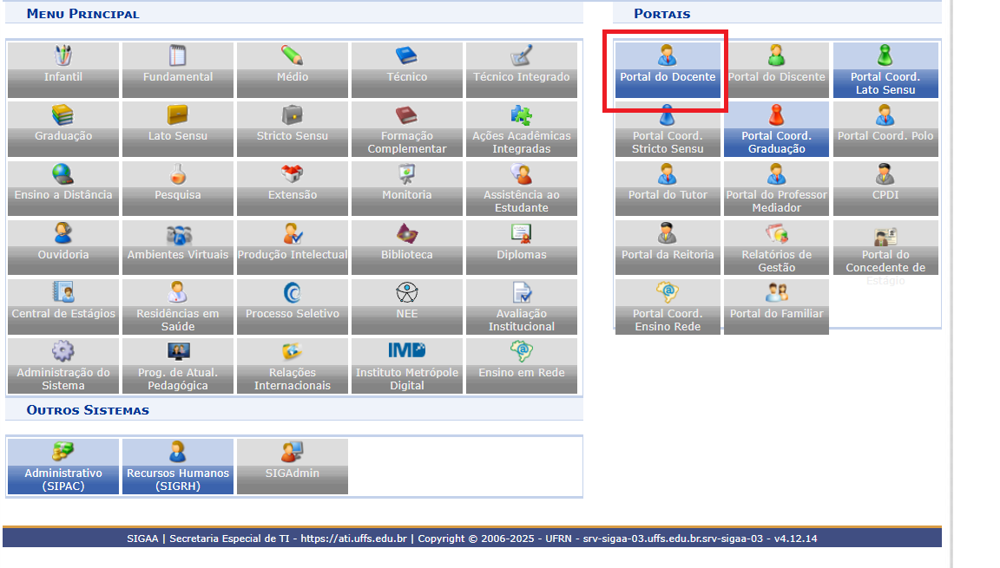 MENU PRINCIPAL
Infantil
Fundamental
Médio
Técnico
Técnico Integrado
Graduação
Lato Sensu
Stricto Sensu
Formação
Complementar
Ações Acadêmicas
Integradas
Ensino a Distância
Pesquisa
Extensão
Monitoria
Assistência ao
Estudante
Ouvidoria
Ambientes Virtuais
Produção Intelectual
Biblioteca
Diplomas
Central de Estágios
Residências em
Saúde
Processo Seletivo
NEE
Avaliação
Institucional
Administração do
Sistema
Prog. de Atual.
Pedagógica
Relações
Internacionais
IMD
Instituto Metrópole
Digital
Ensino em Rede
PORTAIS
Portal do Docente
Portal do Discente
Portal Coord.
Lato Sensu
Portal Coord.
Stricto Sensu
Portal Coord.
Graduação
Portal Coord. Polo
Portal do Tutor
Portal do Professor
Mediador
CPDI
Portal da Reitoria
Relatórios de
Gestão
Portal do
Concedente de
Estágio
Portal Coord.
Ensino Rede
Portal do Familiar
OUTROS SISTEMAS
Administrativo
(SIPAC)
Recursos Humanos
(SIGRH)
SIGAdmin
SIGAA | Secretaria Especial de TI - https://ati.uffs.edu.br | Copyright © 2006-2025 - UFRN - srv-sigaa-03.uffs.edu.br.srv-sigaa-03 - v4.12.14